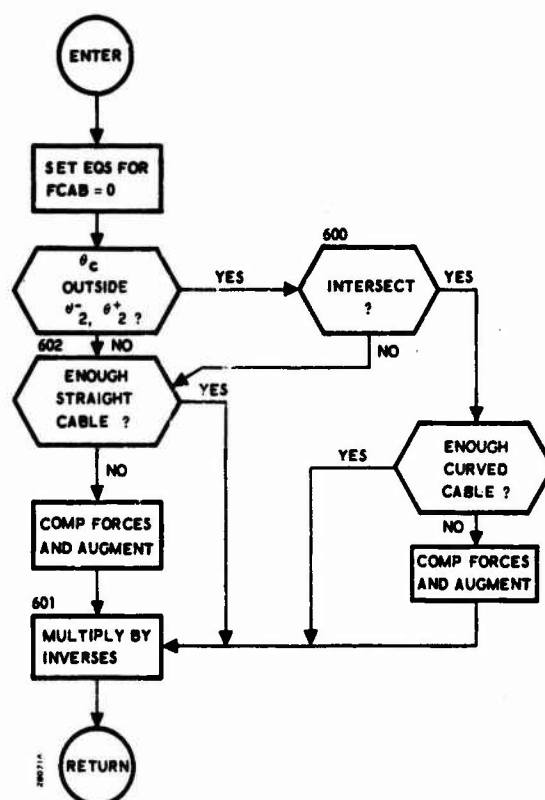 ENTER
SET EQS FOR
FCAB = 0
θc
OUTSIDE
θ⁻2, θ⁺2 ?
YES
600
INTERSECT
?
YES
NO
602
NO
ENOUGH
STRAIGHT
CABLE ?
YES
NO
YES
ENOUGH
CURVED
CABLE ?
NO
COMP FORCES
AND AUGMENT
COMP FORCES
AND AUGMENT
601
MULTIPLY BY
INVERSES
RETURN
28071A